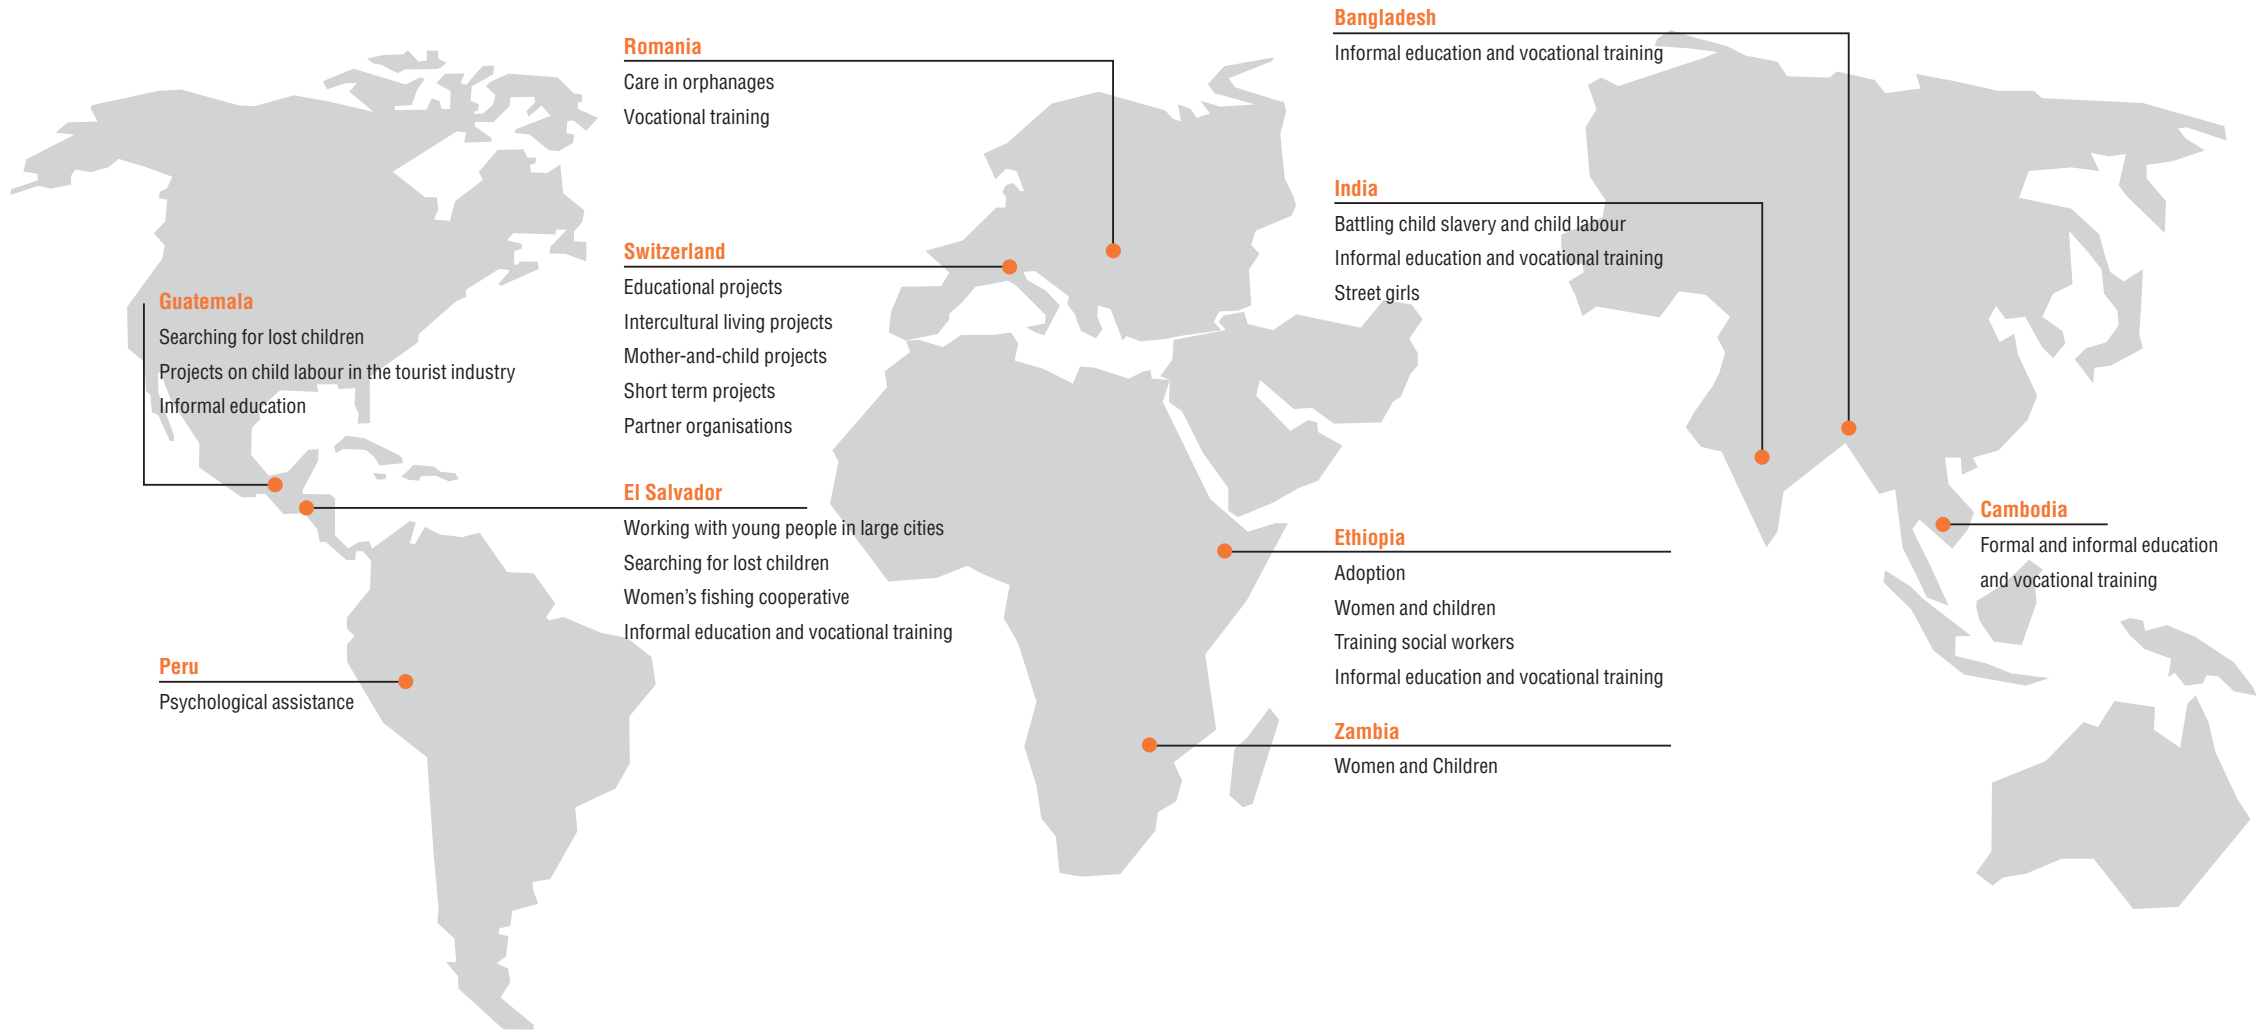 Romania
Care in orphanages
Vocational training
Switzerland
Educational projects
Intercultural living projects
Mother-and-child projects
Short term projects
Partner organisations
Guatemala
Searching for lost children
Projects on child labour in the tourist industry
Informal education
El Salvador
Working with young people in large cities
Searching for lost children
Women’s fishing cooperative
Informal education and vocational training
Peru
Psychological assistance
Bangladesh
Informal education and vocational training
India
Battling child slavery and child labour
Informal education and vocational training
Street girls
Cambodia
Formal and informal education
and vocational training
Ethiopia
Adoption
Women and children
Training social workers
Informal education and vocational training
Zambia
Women and Children